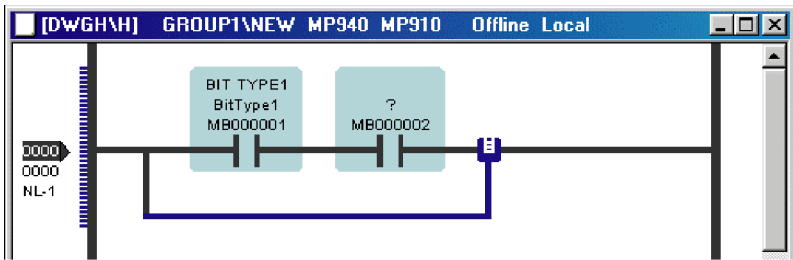 [DWGH\H] GROUP1\NEW MP940 MP910 Offline Local
BIT TYPE1
BitType1
MB000001
?
MB000002
0000
0000
NL-1